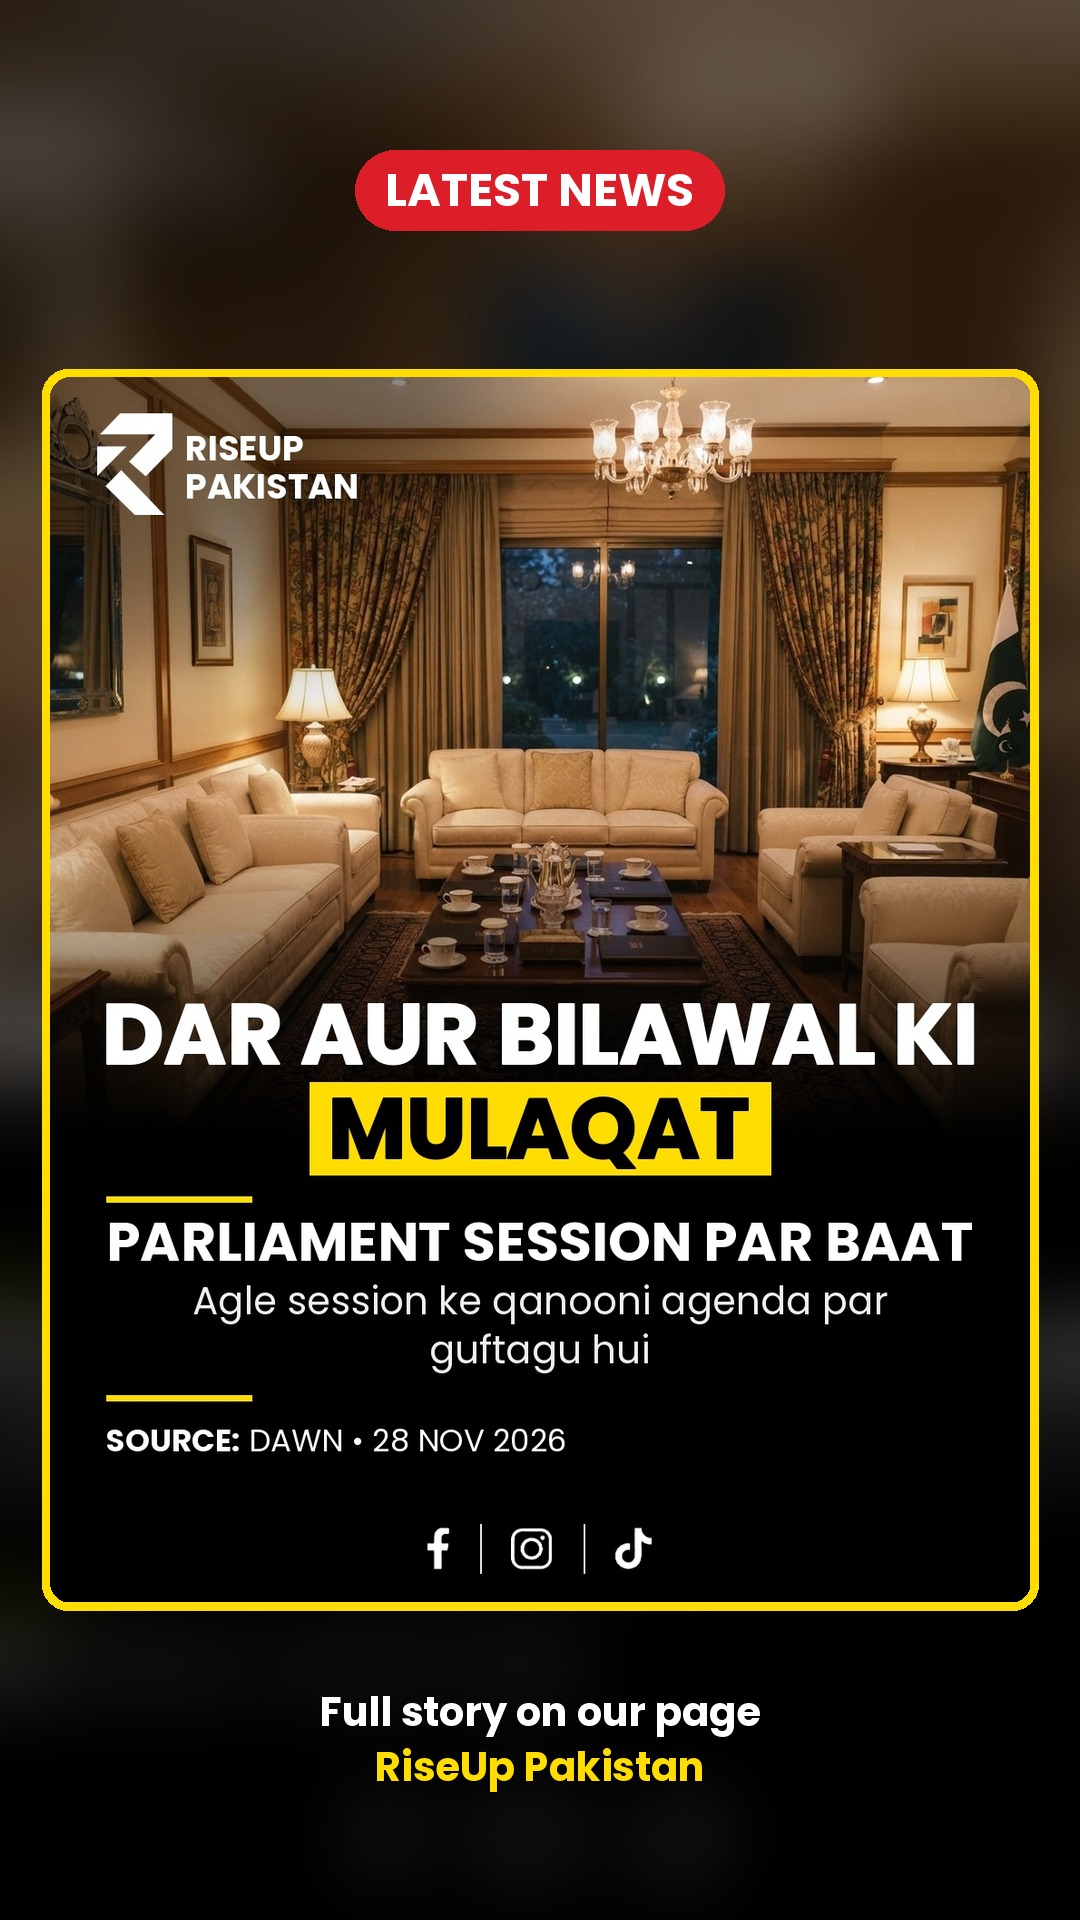 LATEST NEWS
RISEUP
PAKISTAN
DAR AUR BILAWAL KI
MULAQAT
PARLIAMENT SESSION PAR BAAT
Agle session ke qanooni agenda par
guftagu hui
SOURCE: DAWN • 28 NOV 2026
Full story on our page
RiseUp Pakistan